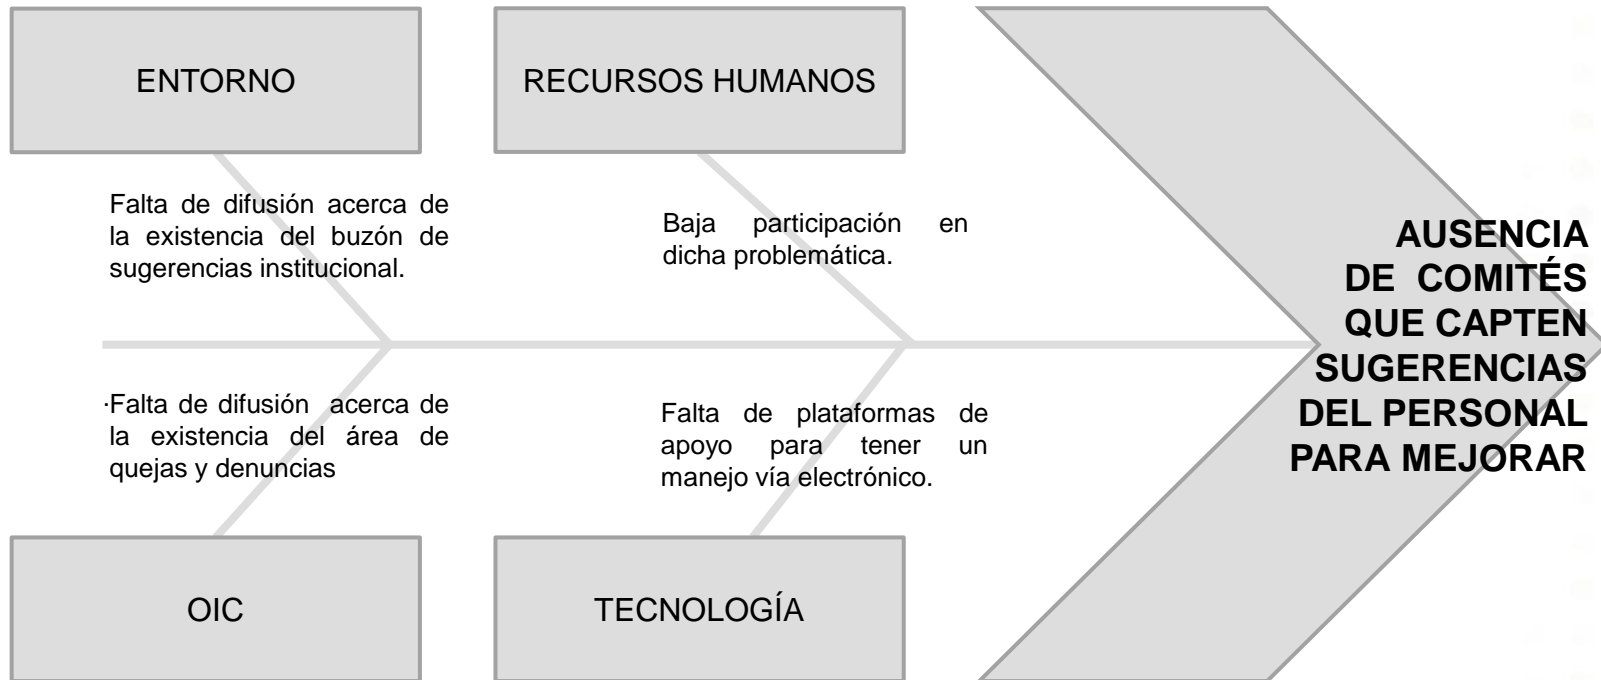 ENTORNO
RECURSOS HUMANOS
Falta de difusión acerca de
la existencia del buzón de
sugerencias institucional.
Baja participación en
dicha problemática.
AUSENCIA
DE COMITÉS
QUE CAPTEN
SUGERENCIAS
DEL PERSONAL
PARA MEJORAR
·Falta de difusión acerca de
la existencia del área de
quejas y denuncias
Falta de plataformas de
apoyo para tener un
manejo vía electrónico.
OIC
TECNOLOGÍA